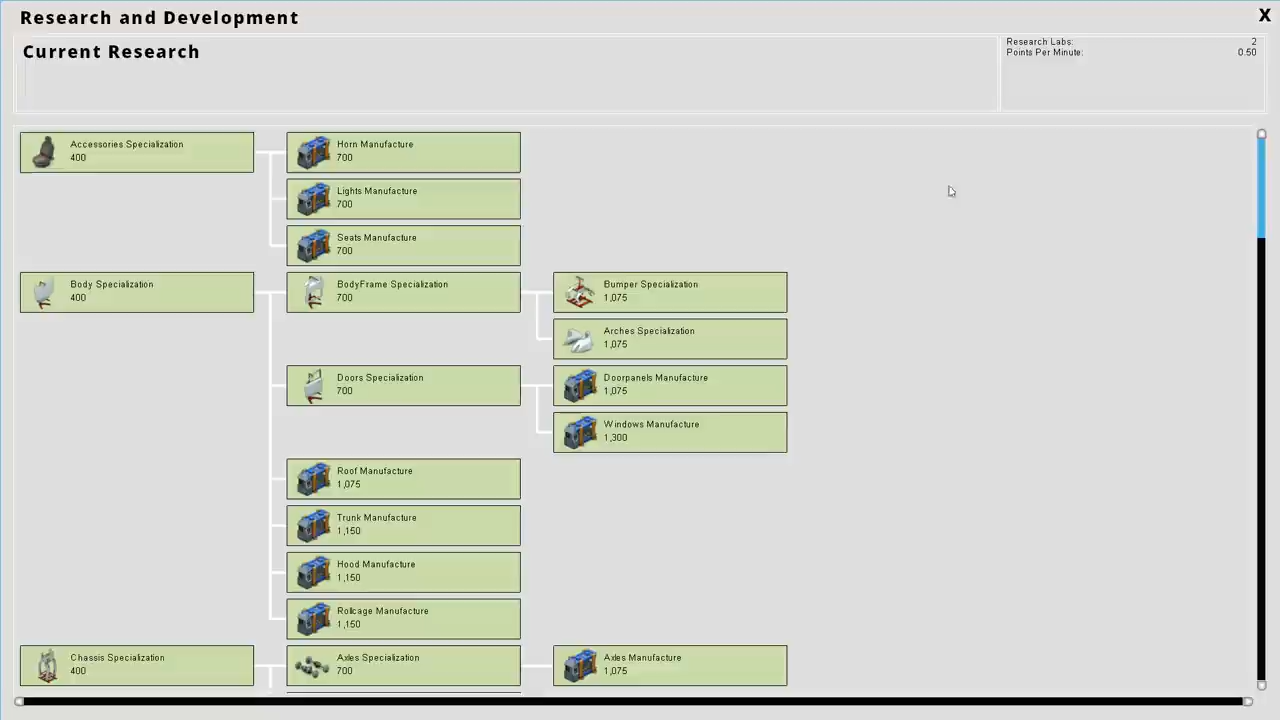 Research and Development
X
Current Research
Research Labs: 2
Points Per Minute: 0.50
Accessories Specialization
400
Horn Manufacture
700
Lights Manufacture
700
Seats Manufacture
700
Body Specialization
400
BodyFrame Specialization
700
Bumper Specialization
1,075
Arches Specialization
1,075
Doors Specialization
700
Doorpanels Manufacture
1,075
Windows Manufacture
1,300
Roof Manufacture
1,075
Trunk Manufacture
1,150
Hood Manufacture
1,150
Rollcage Manufacture
1,150
Chassis Specialization
400
Axles Specialization
700
Axles Manufacture
1,075